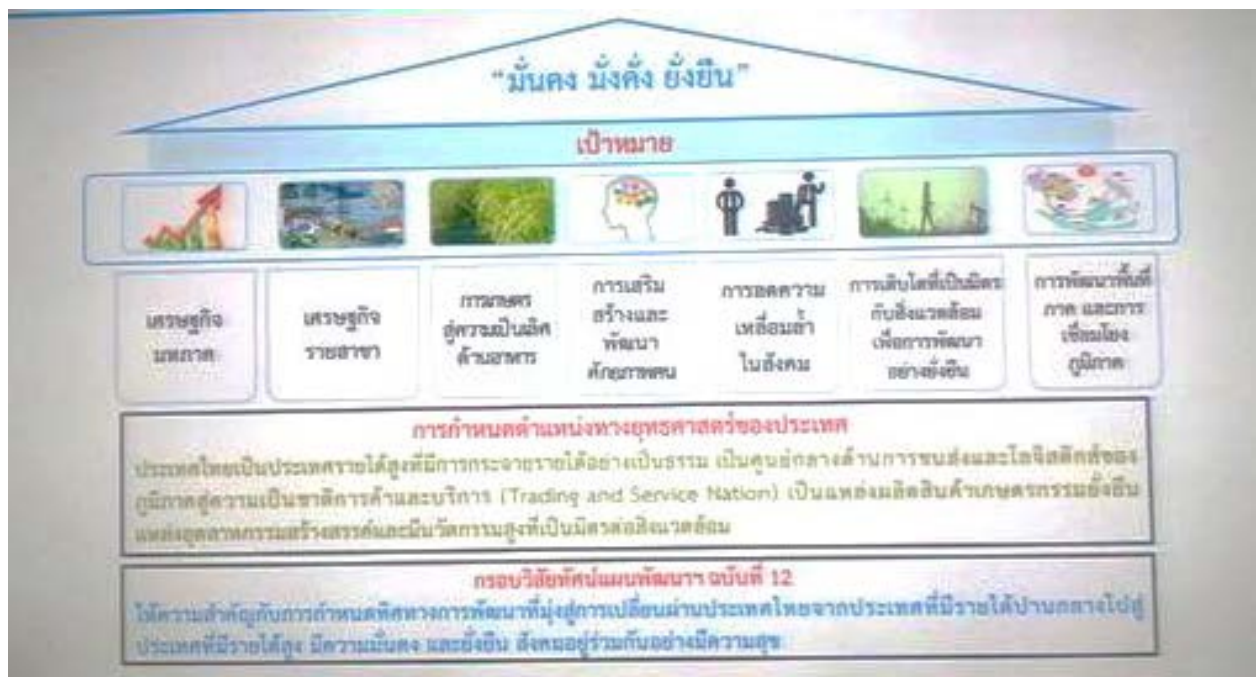 “มั่นคง มั่งคั่ง ยั่งยืน”
เป้าหมาย
เศรษฐกิจ
มหภาค
เศรษฐกิจ
รายสาขา
การเกษตร
สู่ความเป็นเลิศ
ด้านอาหาร
การเสริม
สร้างและ
พัฒนา
ศักยภาพคน
การลดความ
เหลื่อมล้ำ
ในสังคม
การเติบโตที่เป็นมิตร
กับสิ่งแวดล้อม
เพื่อการพัฒนา
อย่างยั่งยืน
การพัฒนาพื้นที่
ภาค และการ
เชื่อมโยง
ภูมิภาค
การกำหนดตำแหน่งทางยุทธศาสตร์ของประเทศ
ประเทศไทยเป็นประเทศรายได้สูงที่มีการกระจายรายได้อย่างเป็นธรรม เป็นศูนย์กลางด้านการขนส่งและโลจิสติกส์ของ
ภูมิภาคสู่ความเป็นชาติการค้าและบริการ (Trading and Service Nation) เป็นแหล่งผลิตสินค้าเกษตรกรรมยั่งยืน
แหล่งอุตสาหกรรมสร้างสรรค์และมีนวัตกรรมสูงที่เป็นมิตรต่อสิ่งแวดล้อม
กรอบวิสัยทัศน์แผนพัฒนาฯ ฉบับที่ 12
ให้ความสำคัญกับการกำหนดทิศทางการพัฒนาที่มุ่งสู่การเปลี่ยนผ่านประเทศไทยจากประเทศที่มีรายได้ปานกลางไปสู่
ประเทศที่มีรายได้สูง มีความมั่นคง และยั่งยืน สังคมอยู่ร่วมกันอย่างมีความสุข